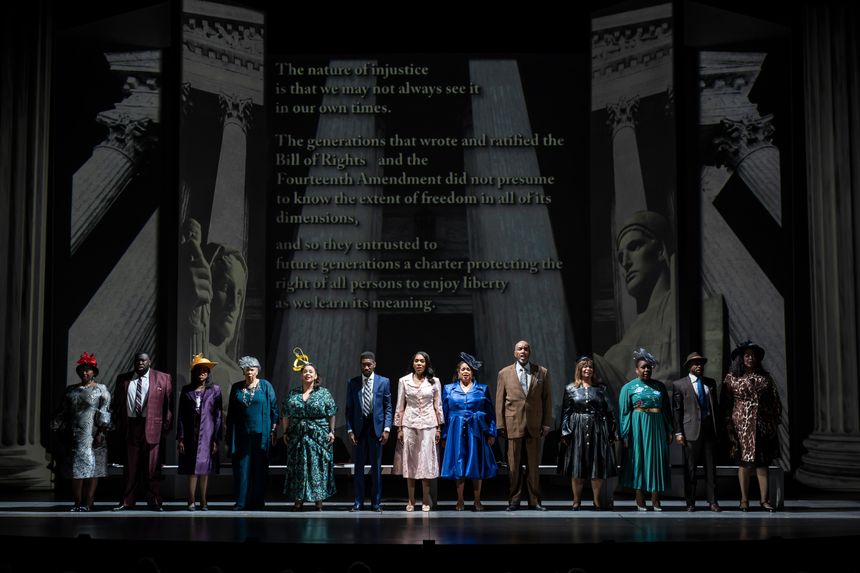 The nature of injustice
is that we may not always see it
in our own times.
The generations that wrote and ratified the
Bill of Rights and the
Fourteenth Amendment did not presume
to know the extent of freedom in all of its
dimensions,
and so they entrusted to
future generations a charter protecting the
right of all persons to enjoy liberty
as we learn its meaning.